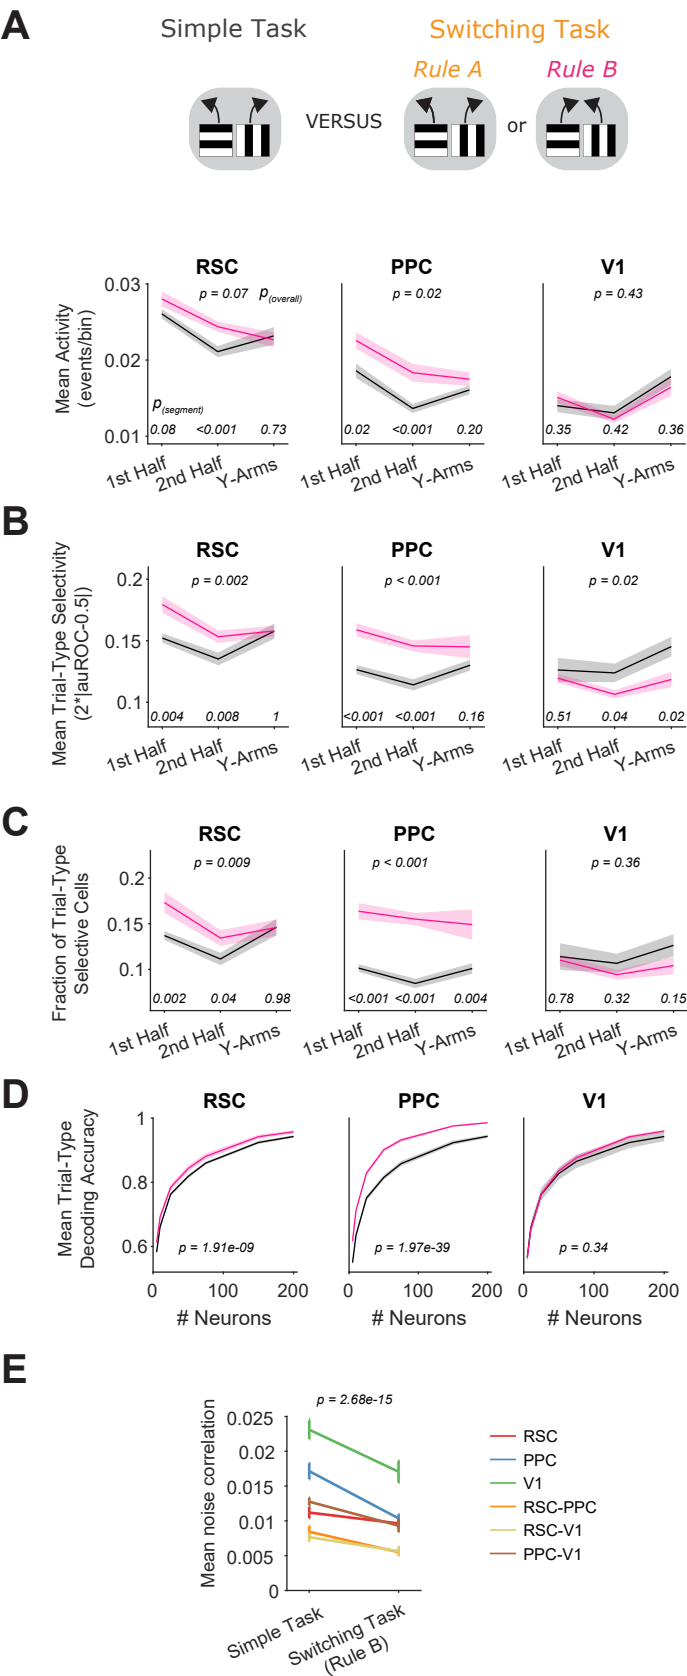 A
Simple Task
Switching Task
Rule A
Rule B
VERSUS
or
RSC
PPC
V1
Mean Activity
(events/bin)
0.03
0.02
0.01
p = 0.07
p(overall)
p = 0.02
p = 0.43
p(segment)
0.08
<0.001
0.73
0.02
<0.001
0.20
0.35
0.42
0.36
1st Half
2nd Half
Y-Arms
1st Half
2nd Half
Y-Arms
1st Half
2nd Half
Y-Arms
B
RSC
PPC
V1
Mean Trial-Type Selectivity
(2*|auROC-0.5|)
0.2
0.15
0.1
p = 0.002
p < 0.001
p = 0.02
0.004
0.008
1
<0.001
<0.001
0.16
0.51
0.04
0.02
1st Half
2nd Half
Y-Arms
1st Half
2nd Half
Y-Arms
1st Half
2nd Half
Y-Arms
C
RSC
PPC
V1
Fraction of Trial-Type
Selective Cells
0.2
0.15
0.1
p = 0.009
p < 0.001
p = 0.36
0.002
0.04
0.98
<0.001
<0.001
0.004
0.78
0.32
0.15
1st Half
2nd Half
Y-Arms
1st Half
2nd Half
Y-Arms
1st Half
2nd Half
Y-Arms
D
RSC
PPC
V1
Mean Trial-Type
Decoding Accuracy
1
0.8
0.6
p = 1.91e-09
p = 1.97e-39
p = 0.34
0
100
200
0
100
200
0
100
200
# Neurons
# Neurons
# Neurons
E
p = 2.68e-15
Mean noise correlation
0.025
0.02
0.015
0.01
0.005
0
Simple Task
Switching Task
(Rule B)
RSC
PPC
V1
RSC-PPC
RSC-V1
PPC-V1